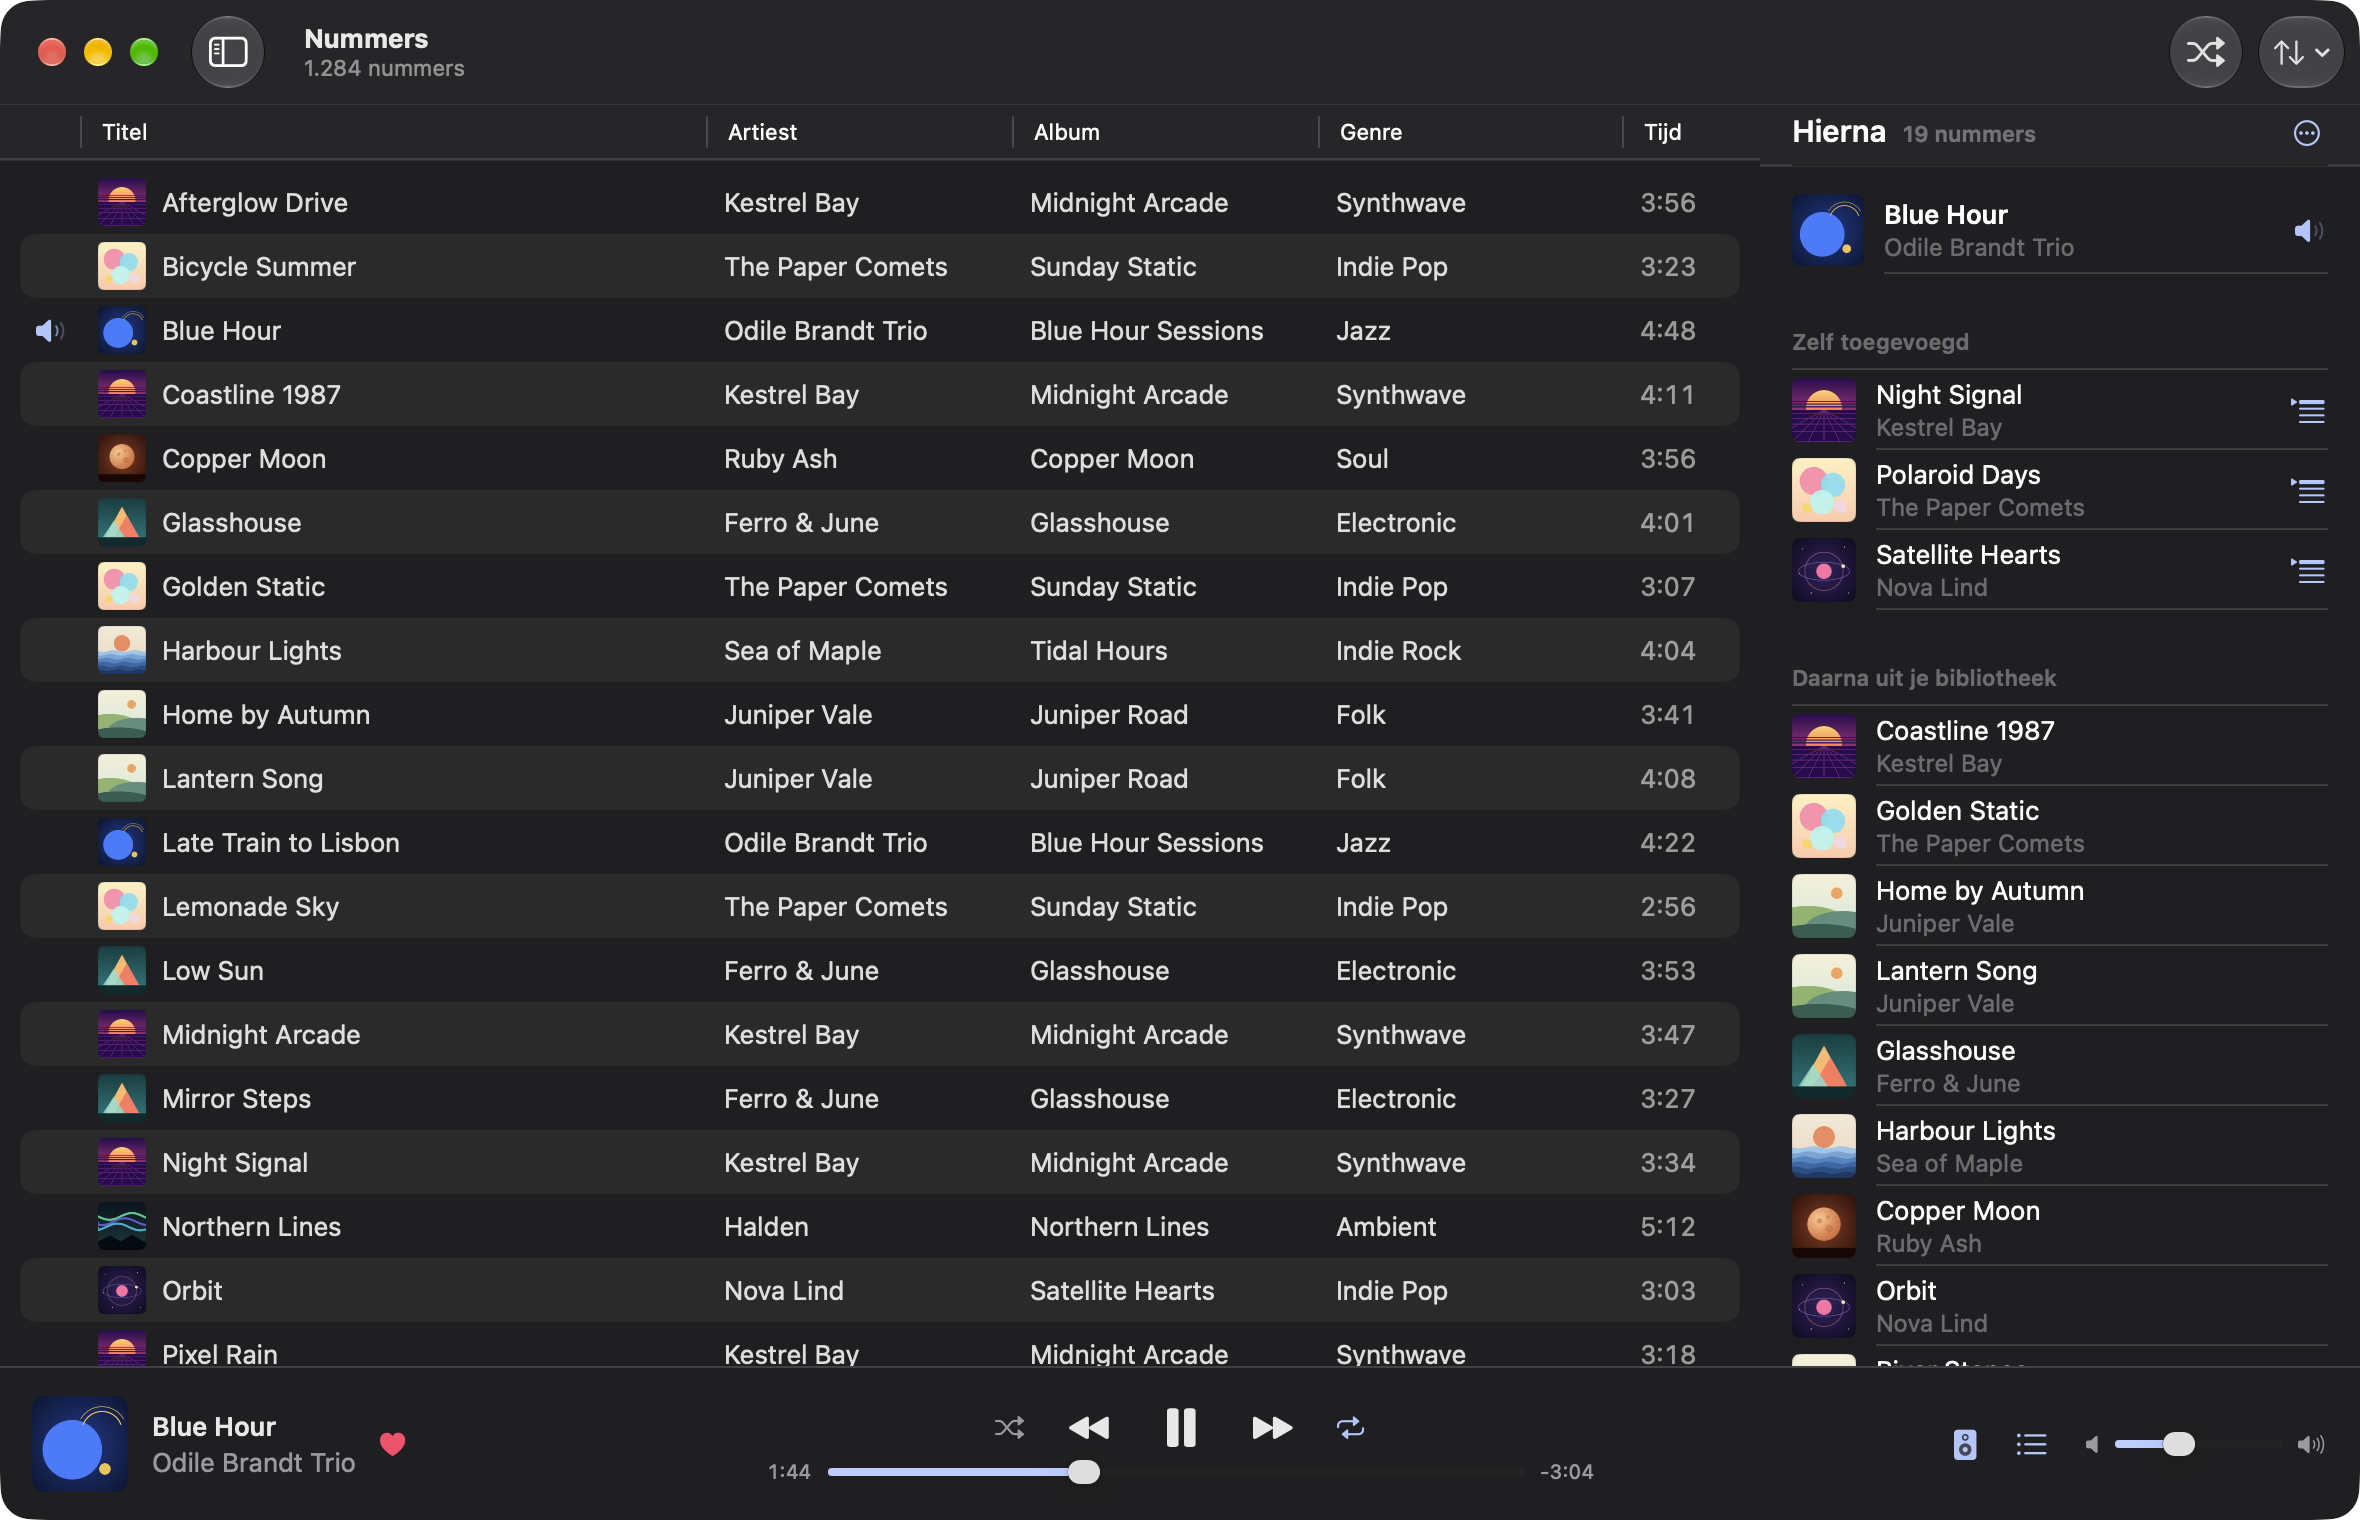 Nummers
1.284 nummers
Titel Artiest Album Genre Tijd
Afterglow Drive Kestrel Bay Midnight Arcade Synthwave 3:56
Bicycle Summer The Paper Comets Sunday Static Indie Pop 3:23
Blue Hour Odile Brandt Trio Blue Hour Sessions Jazz 4:48
Coastline 1987 Kestrel Bay Midnight Arcade Synthwave 4:11
Copper Moon Ruby Ash Copper Moon Soul 3:56
Glasshouse Ferro & June Glasshouse Electronic 4:01
Golden Static The Paper Comets Sunday Static Indie Pop 3:07
Harbour Lights Sea of Maple Tidal Hours Indie Rock 4:04
Home by Autumn Juniper Vale Juniper Road Folk 3:41
Lantern Song Juniper Vale Juniper Road Folk 4:08
Late Train to Lisbon Odile Brandt Trio Blue Hour Sessions Jazz 4:22
Lemonade Sky The Paper Comets Sunday Static Indie Pop 2:56
Low Sun Ferro & June Glasshouse Electronic 3:53
Midnight Arcade Kestrel Bay Midnight Arcade Synthwave 3:47
Mirror Steps Ferro & June Glasshouse Electronic 3:27
Night Signal Kestrel Bay Midnight Arcade Synthwave 3:34
Northern Lines Halden Northern Lines Ambient 5:12
Orbit Nova Lind Satellite Hearts Indie Pop 3:03
Pixel Rain Kestrel Bay Midnight Arcade Synthwave 3:18
Hierna 19 nummers
Blue Hour
Odile Brandt Trio
Zelf toegevoegd
Night Signal
Kestrel Bay
Polaroid Days
The Paper Comets
Satellite Hearts
Nova Lind
Daarna uit je bibliotheek
Coastline 1987
Kestrel Bay
Golden Static
The Paper Comets
Home by Autumn
Juniper Vale
Lantern Song
Juniper Vale
Glasshouse
Ferro & June
Harbour Lights
Sea of Maple
Copper Moon
Ruby Ash
Orbit
Nova Lind
Blue Hour
Odile Brandt Trio
1:44 -3:04